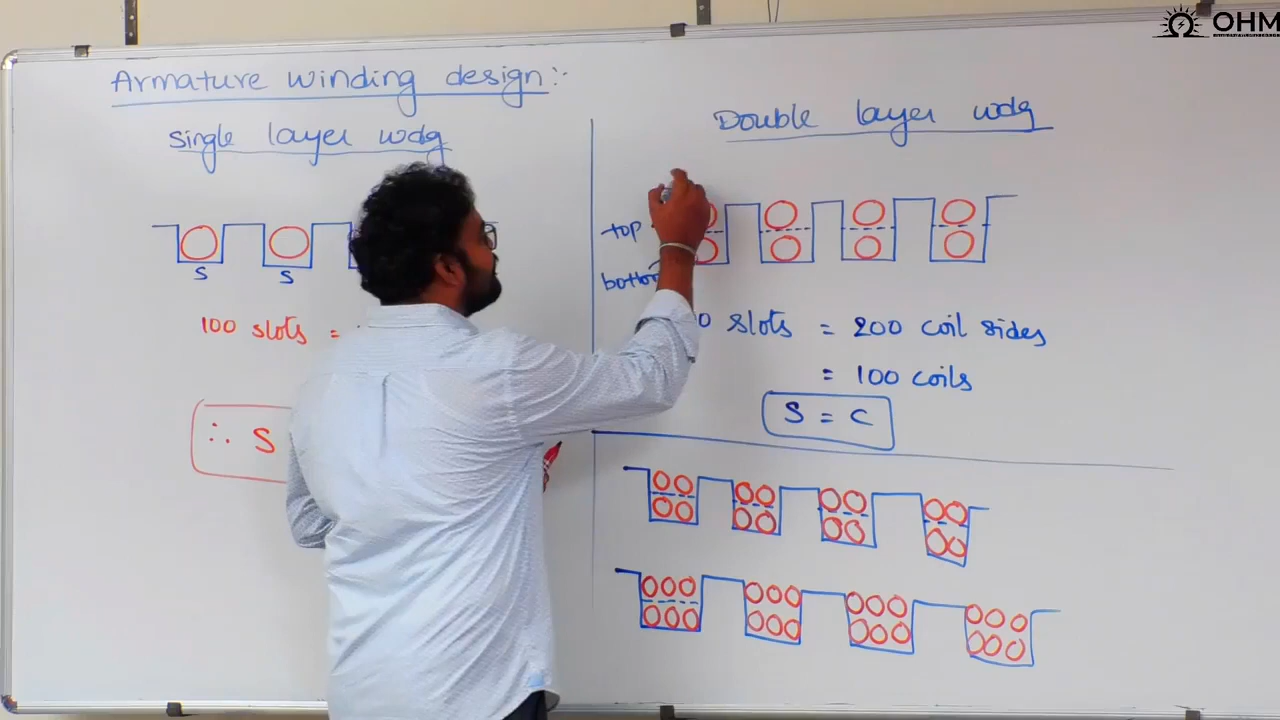 OHM
Armature winding design :-
Single layer wdg
S S
100 slots =
∴ S
Double layer wdg
top
bottom
0 slots = 200 coil sides
= 100 coils
S = C